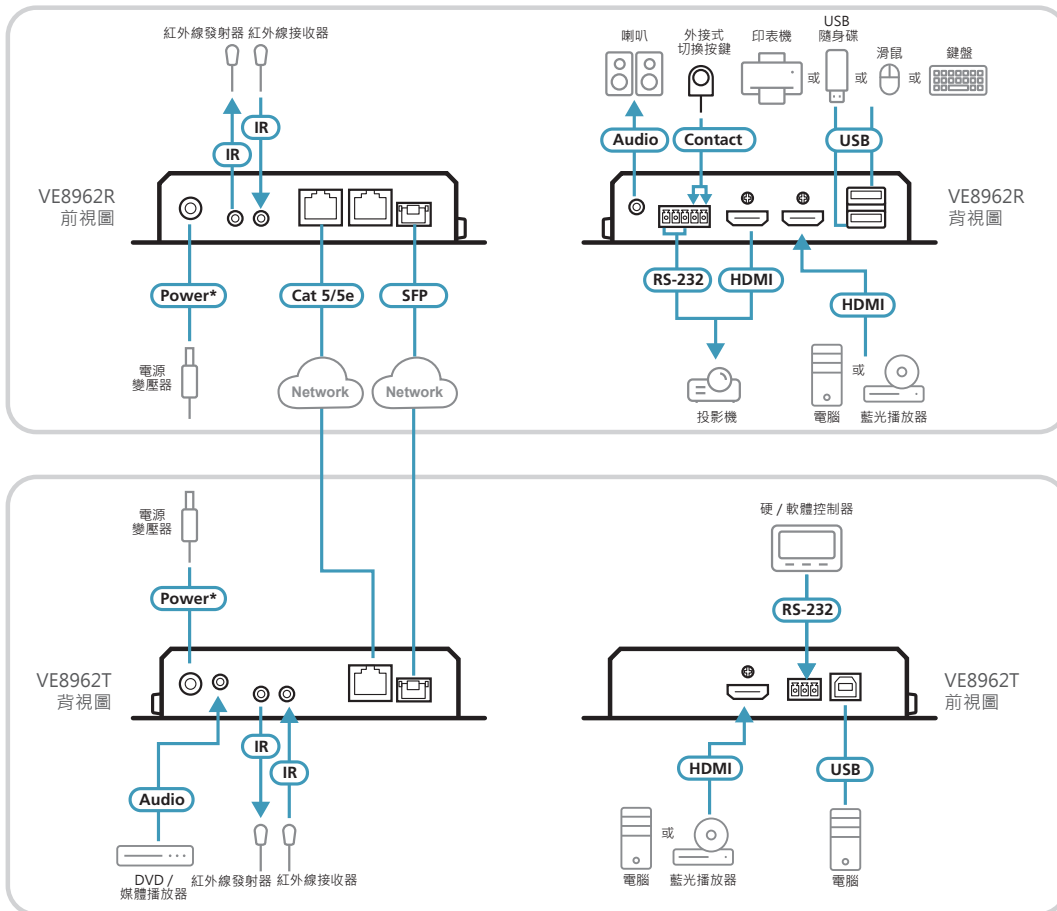 紅外線發射器 紅外線接收器
IR
IR
VE8962R
前視圖
Power*
Cat 5/5e
SFP
電源
變壓器
Network
Network
喇叭
外接式
切換按鍵
印表機
或
USB
隨身碟
或
滑鼠
或
鍵盤
Audio
Contact
USB
VE8962R
背視圖
RS-232
HDMI
HDMI
投影機
電腦
或
藍光播放器
電源
變壓器
Power*
VE8962T
背視圖
IR
IR
Audio
DVD /
媒體播放器
紅外線發射器 紅外線接收器
硬 / 軟體控制器
RS-232
VE8962T
前視圖
HDMI
USB
電腦
或
藍光播放器
電腦